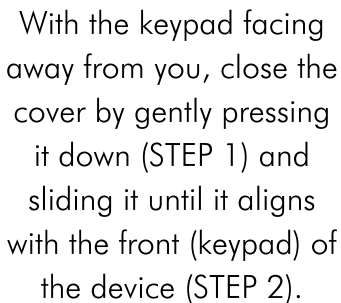 With the keypad facing
away from you, close the
cover by gently pressing
it down (STEP 1) and
sliding it until it aligns
with the front (keypad) of
the device (STEP 2).